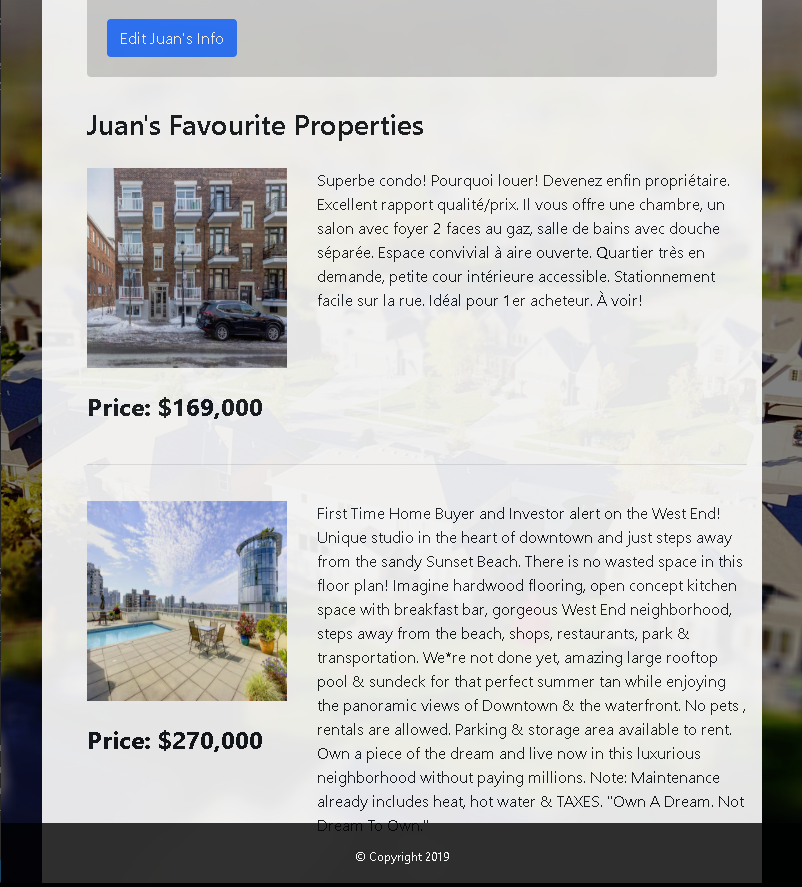 Edit Juan's Info
Juan's Favourite Properties
Superbe condo! Pourquoi louer! Devenez enfin propriétaire.
Excellent rapport qualité/prix. Il vous offre une chambre, un
salon avec foyer 2 faces au gaz, salle de bains avec douche
séparée. Espace convivial à aire ouverte. Quartier très en
demande, petite cour intérieure accessible. Stationnement
facile sur la rue. Idéal pour 1er acheteur. À voir!
Price: $169,000
First Time Home Buyer and Investor alert on the West End!
Unique studio in the heart of downtown and just steps away
from the sandy Sunset Beach. There is no wasted space in this
floor plan! Imagine hardwood flooring, open concept kitchen
space with breakfast bar, gorgeous West End neighborhood,
steps away from the beach, shops, restaurants, park &
transportation. We*re not done yet, amazing large rooftop
pool & sundeck for that perfect summer tan while enjoying
the panoramic views of Downtown & the waterfront. No pets ,
rentals are allowed. Parking & storage area available to rent.
Own a piece of the dream and live now in this luxurious
neighborhood without paying millions. Note: Maintenance
already includes heat, hot water & TAXES. "Own A Dream. Not
Dream To Own."
Price: $270,000
© Copyright 2019